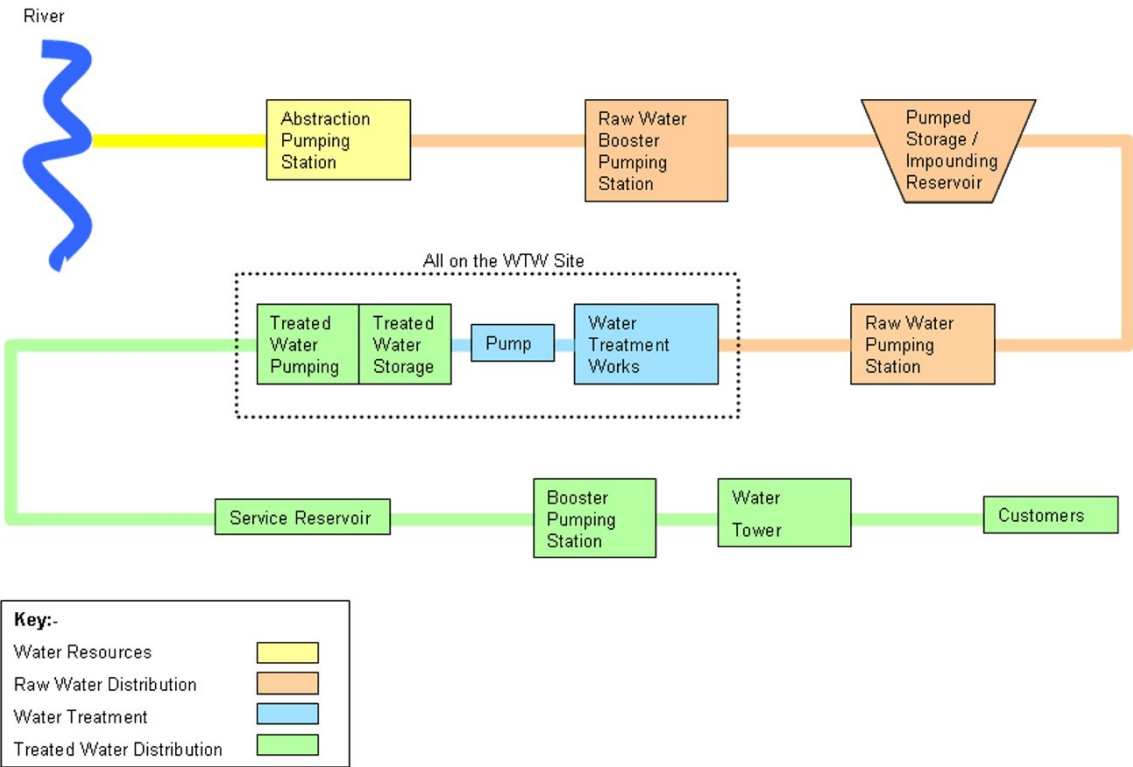 River
Abstraction
Pumping
Station
Raw Water
Booster
Pumping
Station
Pumped
Storage /
Impounding
Reservoir
All on the WTW Site
Treated
Water
Pumping
Treated
Water
Storage
Pump
Water
Treatment
Works
Raw Water
Pumping
Station
Service Reservoir
Booster
Pumping
Station
Water
Tower
Customers
Key:-
Water Resources
Raw Water Distribution
Water Treatment
Treated Water Distribution